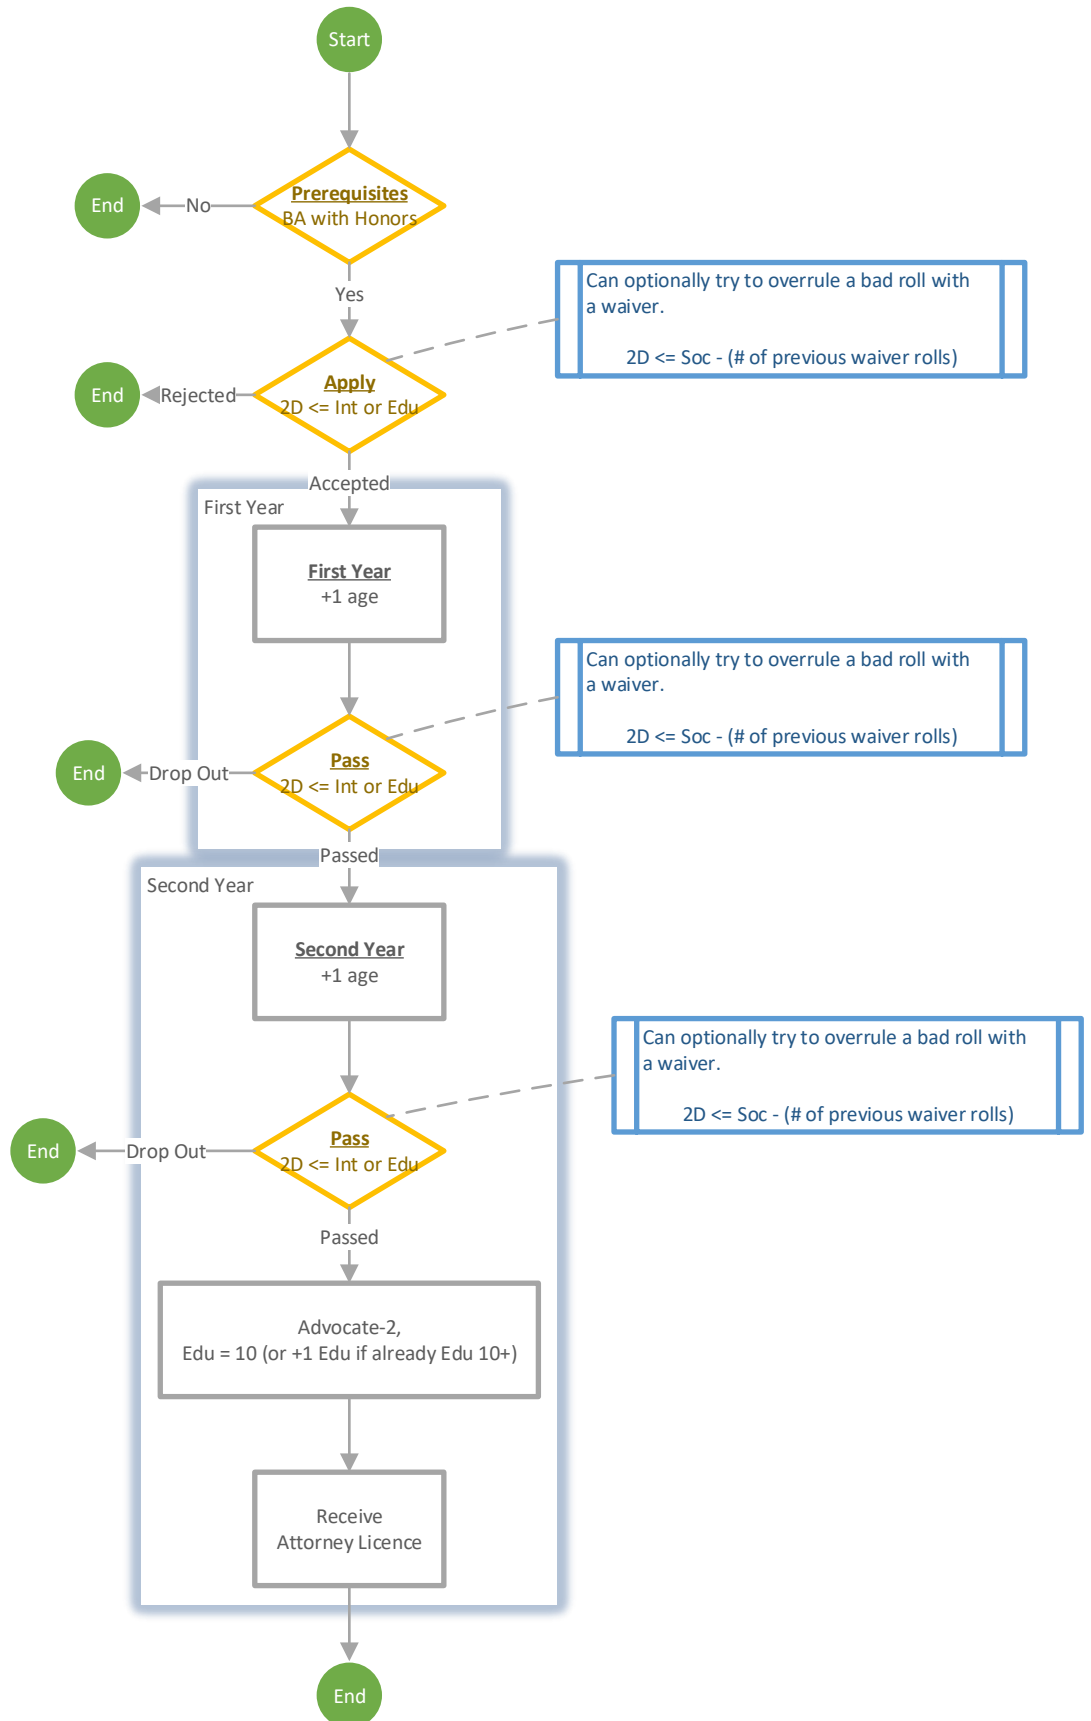 Start
Prerequisites
BA with Honors
End
No
Yes
Can optionally try to overrule a bad roll with
a waiver.
2D <= Soc - (# of previous waiver rolls)
Apply
2D <= Int or Edu
End
Rejected
Accepted
First Year
First Year
+1 age
Can optionally try to overrule a bad roll with
a waiver.
2D <= Soc - (# of previous waiver rolls)
Pass
2D <= Int or Edu
End
Drop Out
Passed
Second Year
Second Year
+1 age
Can optionally try to overrule a bad roll with
a waiver.
2D <= Soc - (# of previous waiver rolls)
Pass
2D <= Int or Edu
End
Drop Out
Passed
Advocate-2,
Edu = 10 (or +1 Edu if already Edu 10+)
Receive
Attorney Licence
End